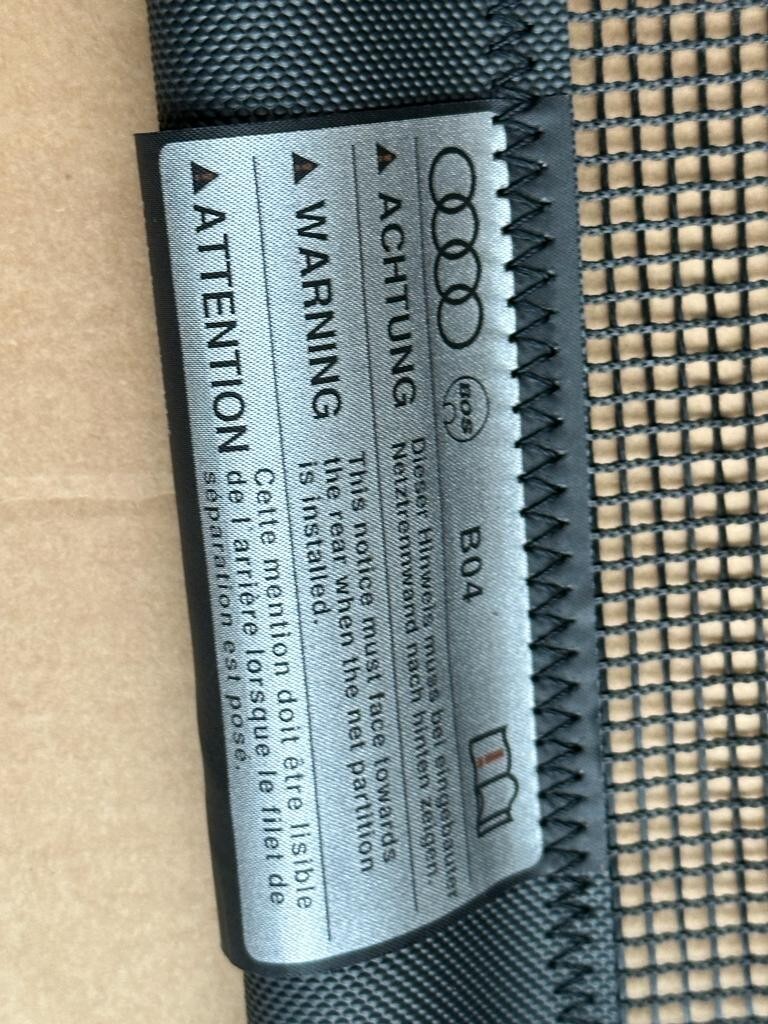 BOS B04
ACHTUNG
Dieser Hinweis muss bei eingebauter
Netztrennwand nach hinten zeigen.
WARNING
This notice must face towards
the rear when the net partition
is installed.
ATTENTION
Cette mention doit être lisible
de l arrière lorsque le filet de
séparation est posé.